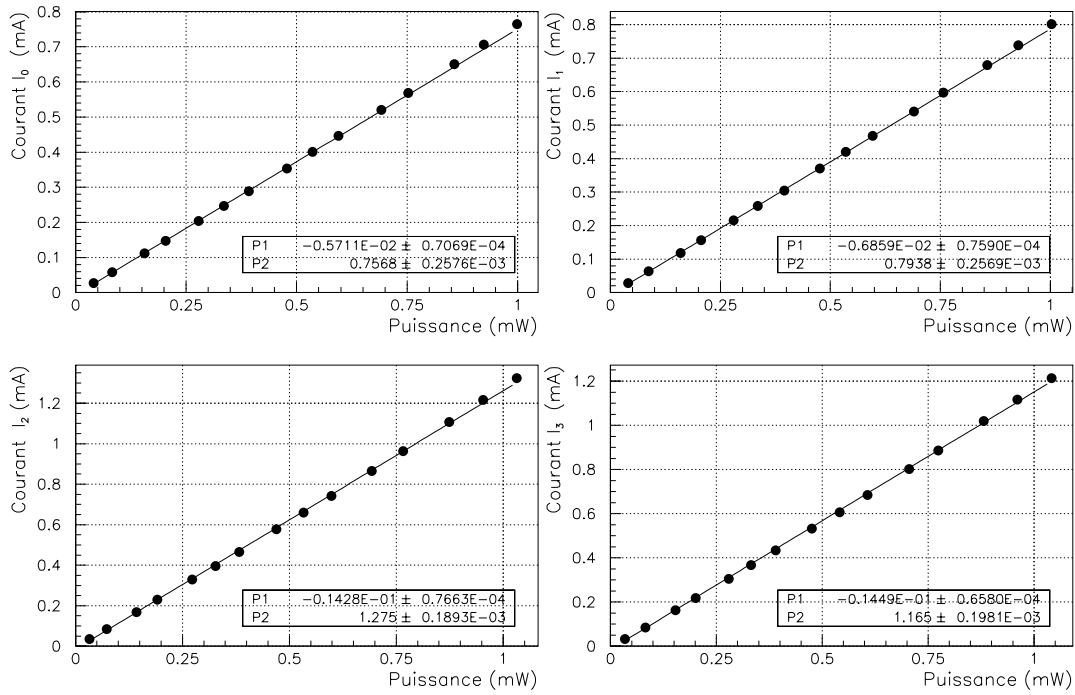 Courant I0 (mA)
0.8
0.7
0.6
0.5
0.4
0.3
0.2
0.1
0
P1 −0.5711E−02 ± 0.7069E−04
P2 0.7568 ± 0.2576E−03
0 0.25 0.5 0.75 1
Puissance (mW)
Courant I1 (mA)
0.8
0.7
0.6
0.5
0.4
0.3
0.2
0.1
0
P1 −0.6859E−02 ± 0.7590E−04
P2 0.7938 ± 0.2569E−03
0 0.25 0.5 0.75 1
Puissance (mW)
Courant I2 (mA)
1.2
1
0.8
0.6
0.4
0.2
0
P1 −0.1428E−01 ± 0.7663E−04
P2 1.275 ± 0.1893E−03
0 0.25 0.5 0.75 1
Puissance (mW)
Courant I3 (mA)
1.2
1
0.8
0.6
0.4
0.2
0
P1 −0.1449E−01 ± 0.6580E−04
P2 1.165 ± 0.1981E−03
0 0.25 0.5 0.75 1
Puissance (mW)